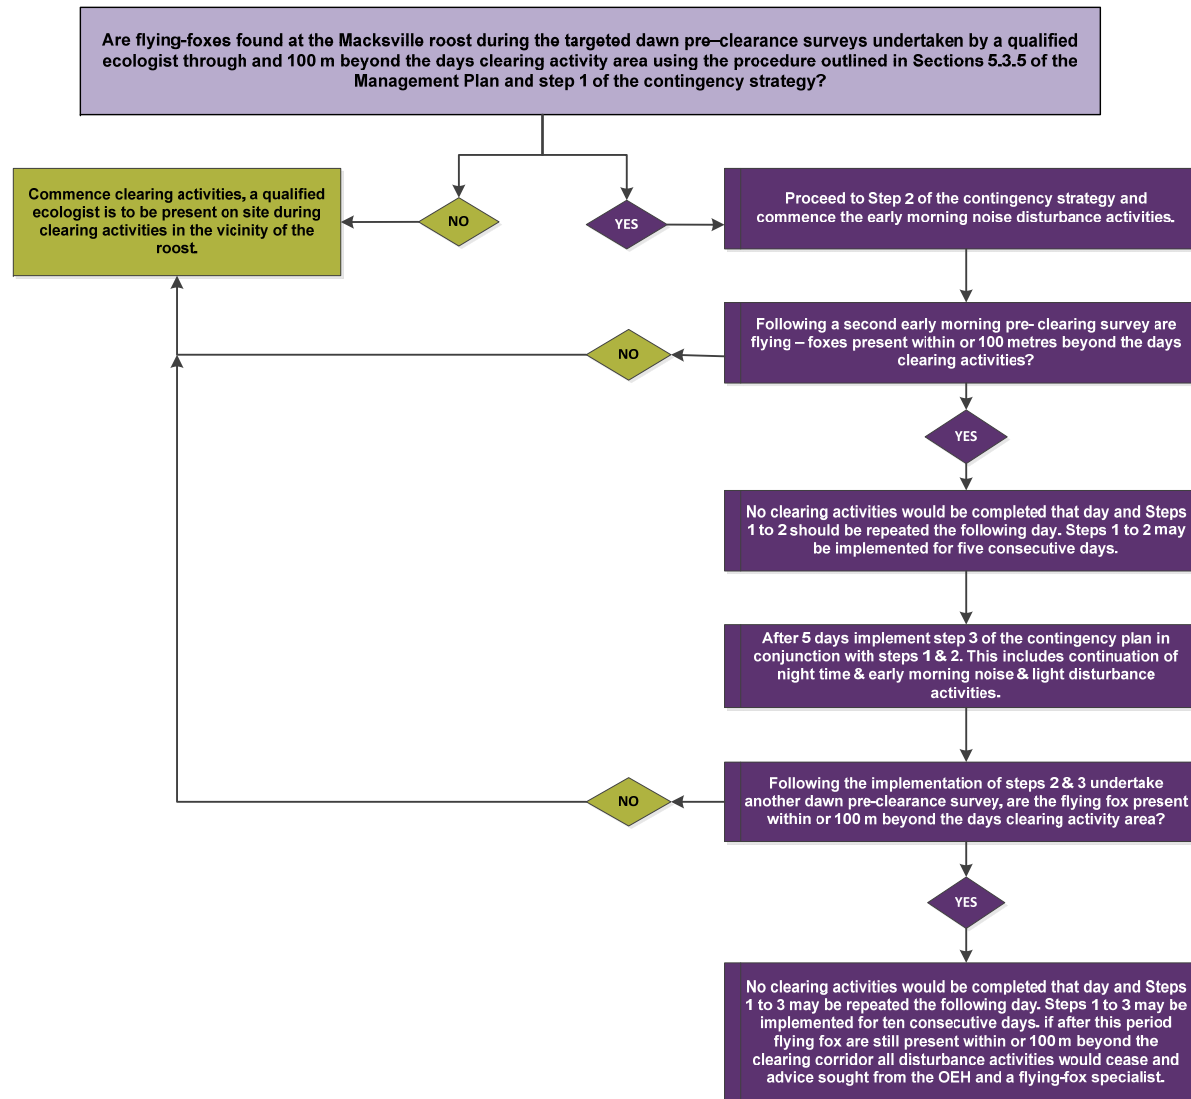 Are flying-foxes found at the Macksville roost during the targeted dawn pre–clearance surveys undertaken by a qualified
ecologist through and 100 m beyond the days clearing activity area using the procedure outlined in Sections 5.3.5 of the
Management Plan and step 1 of the contingency strategy?
Commence clearing activities, a qualified
ecologist is to be present on site during
clearing activities in the vicinity of the
roost.
NO
YES
Proceed to Step 2 of the contingency strategy and
commence the early morning noise disturbance activities.
Following a second early morning pre- clearing survey are
flying – foxes present within or 100 metres beyond the days
clearing activities?
NO
YES
No clearing activities would be completed that day and Steps
1 to 2 should be repeated the following day. Steps 1 to 2 may
be implemented for five consecutive days.
After 5 days implement step 3 of the contingency plan in
conjunction with steps 1 & 2. This includes continuation of
night time & early morning noise & light disturbance
activities.
Following the implementation of steps 2 & 3 undertake
another dawn pre-clearance survey, are the flying fox present
within or 100 m beyond the days clearing activity area?
NO
YES
No clearing activities would be completed that day and Steps
1 to 3 may be repeated the following day. Steps 1 to 3 may be
implemented for ten consecutive days. if after this period
flying fox are still present within or 100 m beyond the
clearing corridor all disturbance activities would cease and
advice sought from the OEH and a flying-fox specialist.